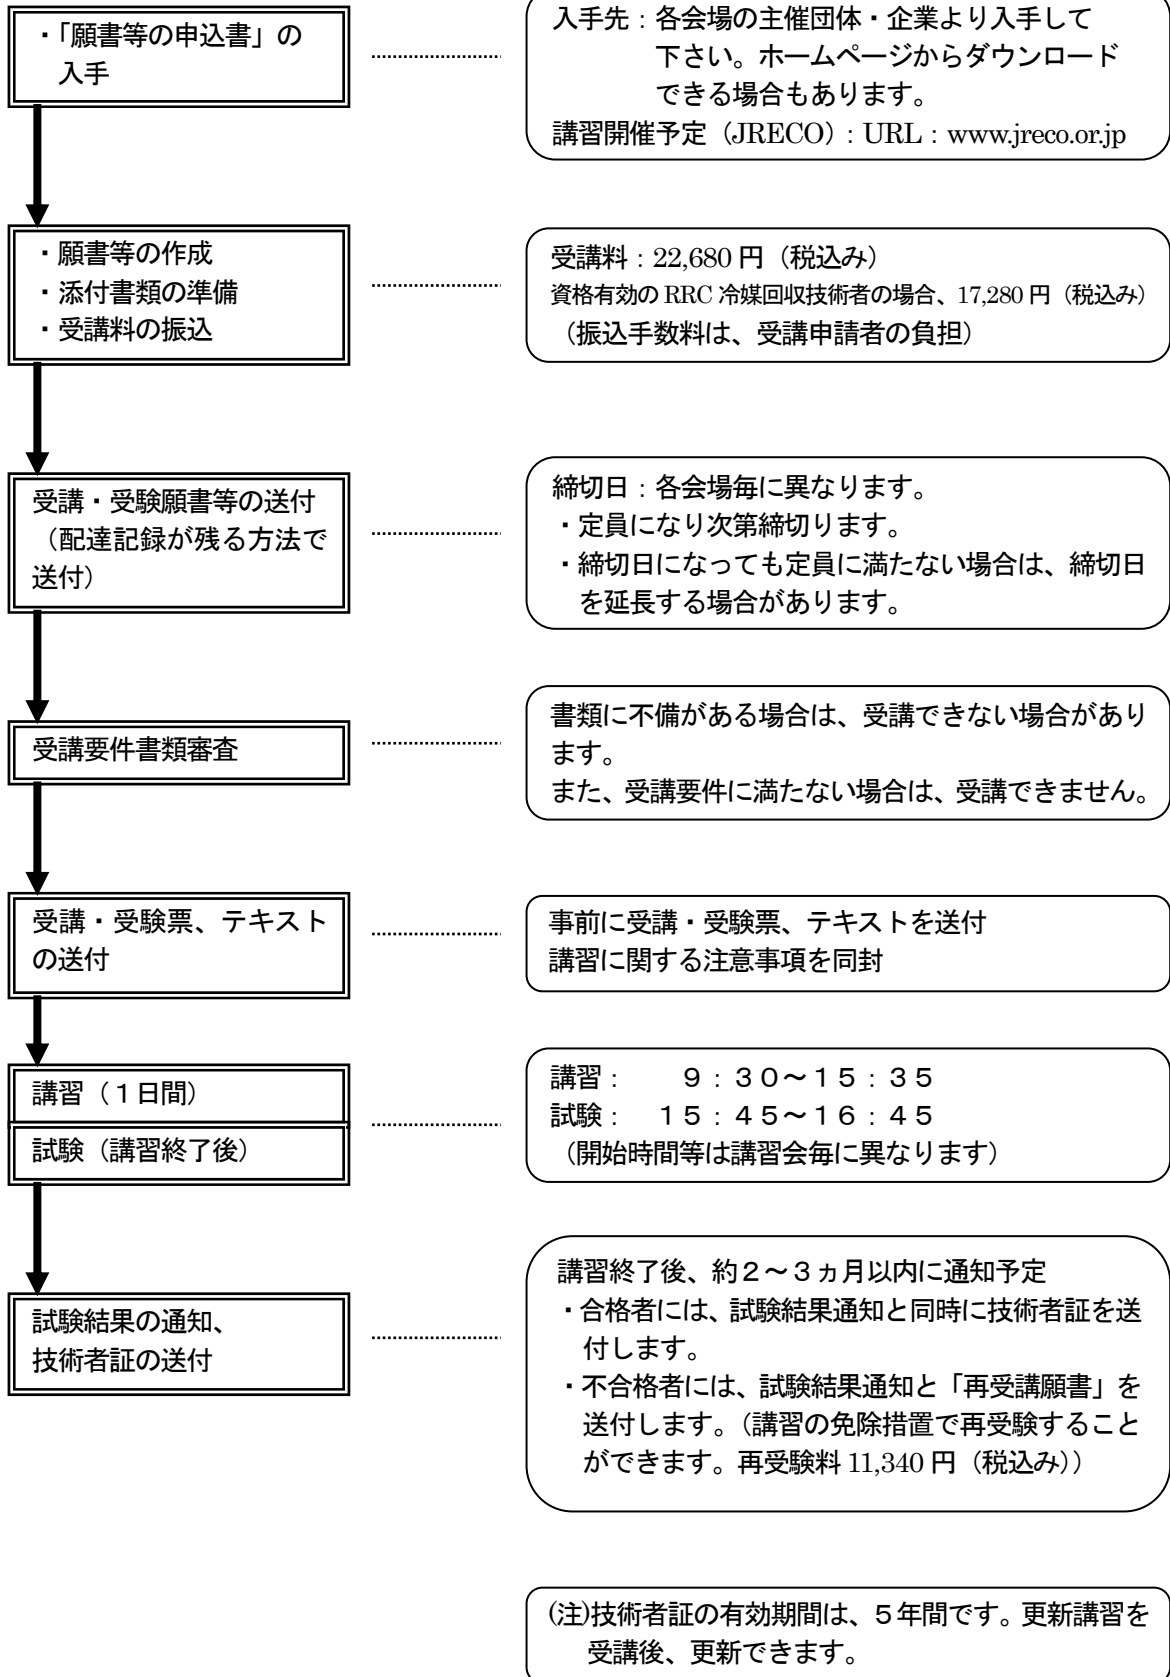 ・「願書等の申込書」の
入手
入手先：各会場の主催団体・企業より入手して
下さい。ホームページからダウンロード
できる場合もあります。
講習開催予定（JRECO）：URL：www.jreco.or.jp
・願書等の作成
・添付書類の準備
・受講料の振込
受講料：22,680 円（税込み）
資格有効の RRC 冷媒回収技術者の場合、17,280 円（税込み）
（振込手数料は、受講申請者の負担）
受講・受験願書等の送付
（配達記録が残る方法で
送付）
締切日：各会場毎に異なります。
・定員になり次第締切ります。
・締切日になっても定員に満たない場合は、締切日
を延長する場合があります。
受講要件書類審査
書類に不備がある場合は、受講できない場合があり
ます。
また、受講要件に満たない場合は、受講できません。
受講・受験票、テキスト
の送付
事前に受講・受験票、テキストを送付
講習に関する注意事項を同封
講習（１日間）
試験（講習終了後）
講習：　　９：３０～１５：３５
試験：　１５：４５～１６：４５
（開始時間等は講習会毎に異なります）
試験結果の通知、
技術者証の送付
講習終了後、約２～３ヵ月以内に通知予定
・合格者には、試験結果通知と同時に技術者証を送
付します。
・不合格者には、試験結果通知と「再受講願書」を
送付します。（講習の免除措置で再受験すること
ができます。再受験料 11,340 円（税込み））
(注)技術者証の有効期間は、５年間です。更新講習を
受講後、更新できます。